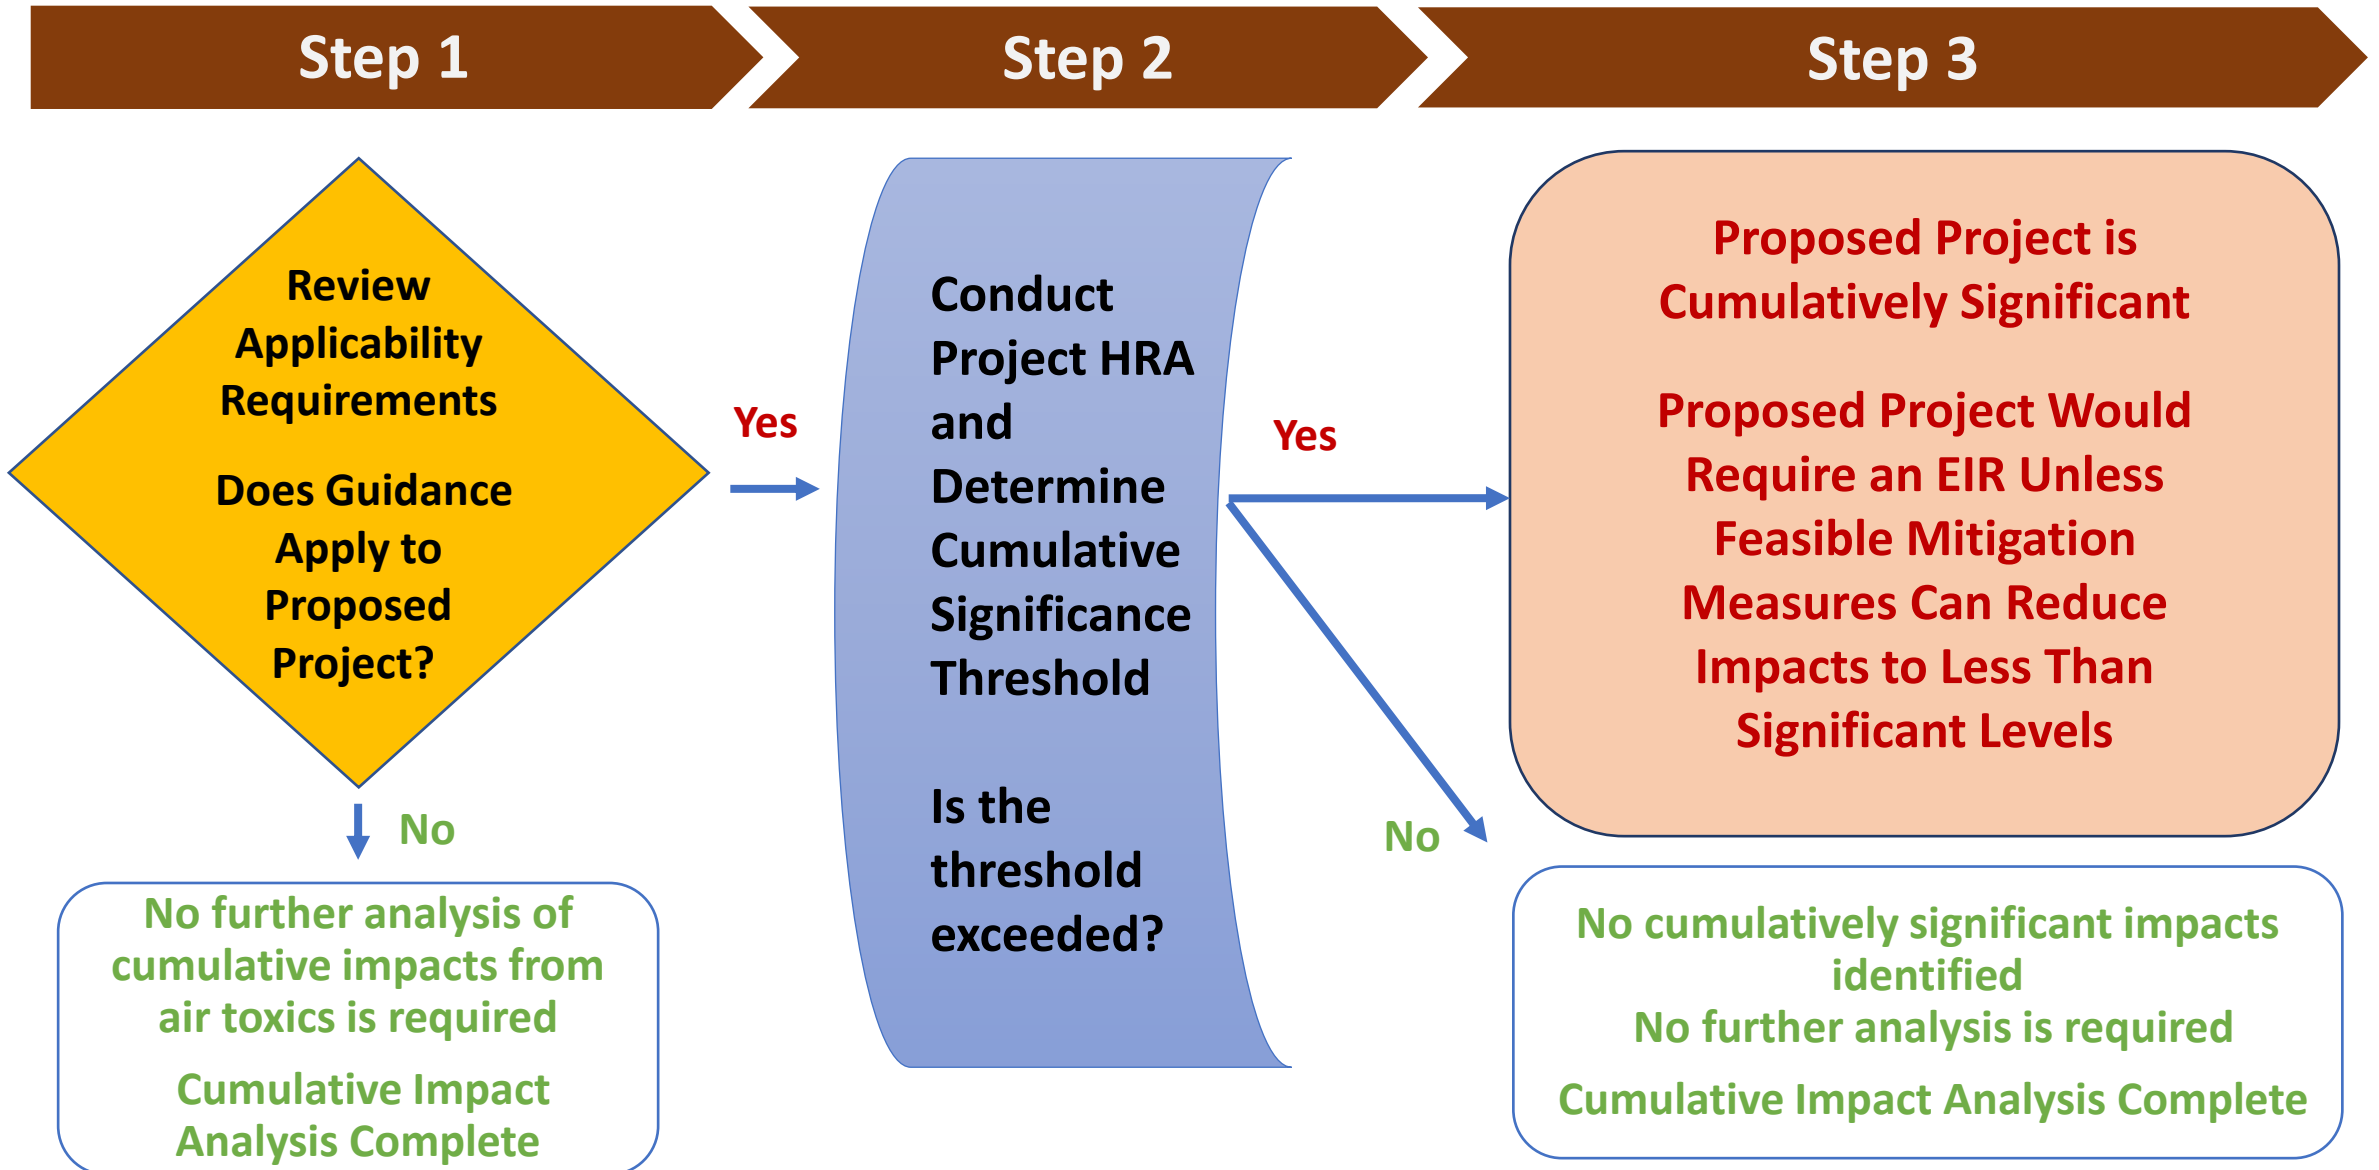 Step 1
Step 2
Step 3
Review
Applicability
Requirements
Does Guidance
Apply to
Proposed
Project?
Yes
No
No further analysis of
cumulative impacts from
air toxics is required
Cumulative Impact
Analysis Complete
Conduct
Project HRA
and
Determine
Cumulative
Significance
Threshold
Is the
threshold
exceeded?
Yes
No
Proposed Project is
Cumulatively Significant
Proposed Project Would
Require an EIR Unless
Feasible Mitigation
Measures Can Reduce
Impacts to Less Than
Significant Levels
No cumulatively significant impacts
identified
No further analysis is required
Cumulative Impact Analysis Complete